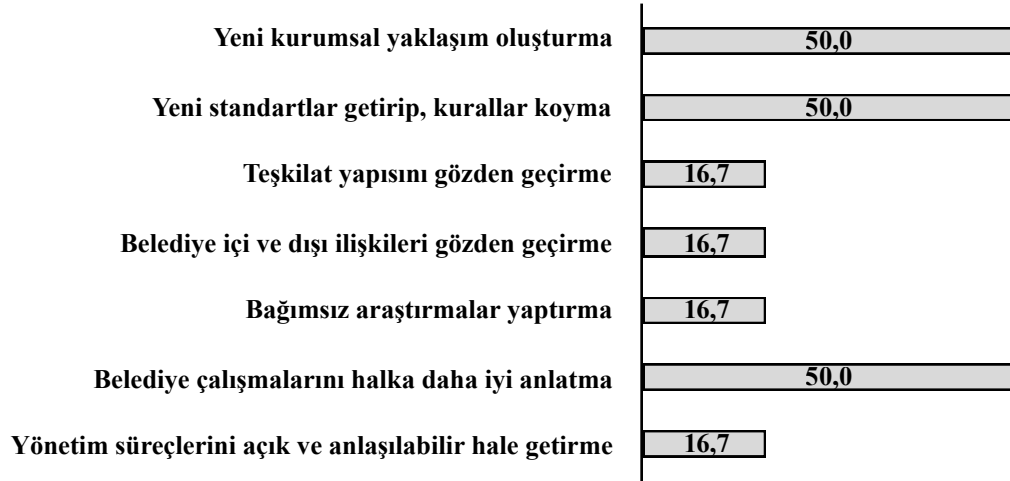 Yeni kurumsal yaklaşım oluşturma 50,0
Yeni standartlar getirip, kurallar koyma 50,0
Teşkilat yapısını gözden geçirme 16,7
Belediye içi ve dışı ilişkileri gözden geçirme 16,7
Bağımsız araştırmalar yaptırma 16,7
Belediye çalışmalarını halka daha iyi anlatma 50,0
Yönetim süreçlerini açık ve anlaşılabilir hale getirme 16,7